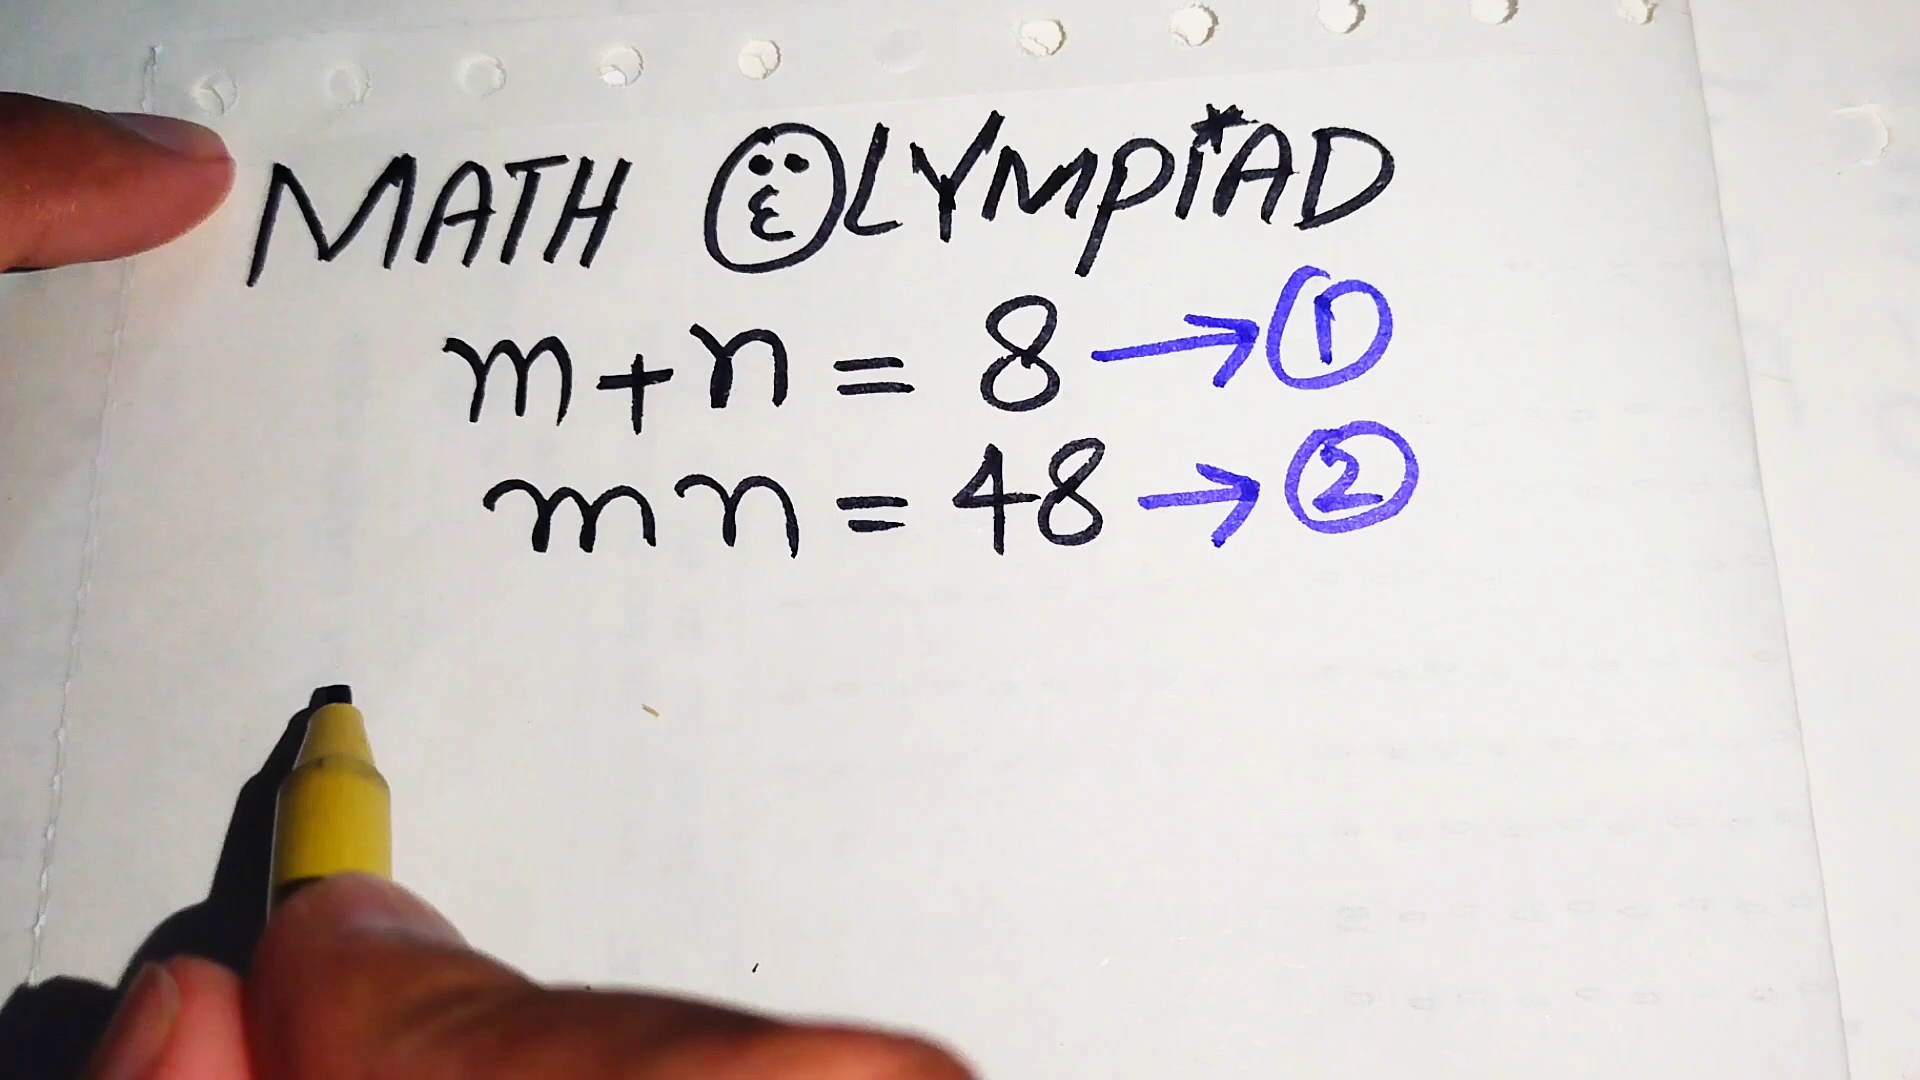 MATH OLYMPiAD
m+n = 8 → 1
mn = 48 → 2